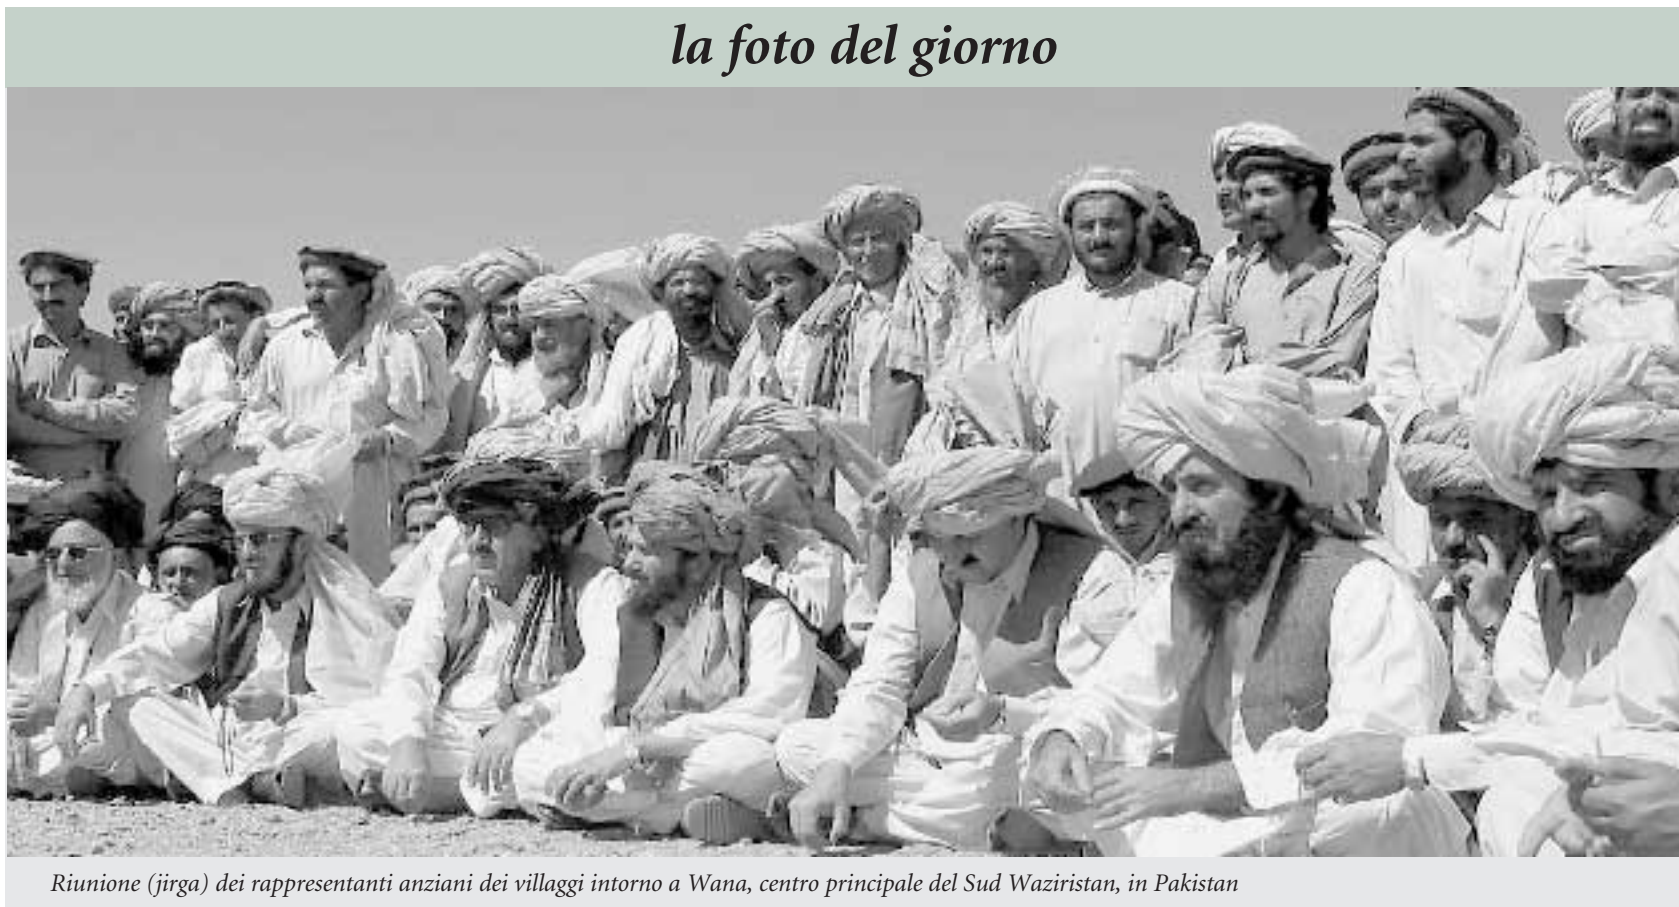 la foto del giorno
Riunione (jirga) dei rappresentanti anziani dei villaggi intorno a Wana, centro principale del Sud Waziristan, in Pakistan